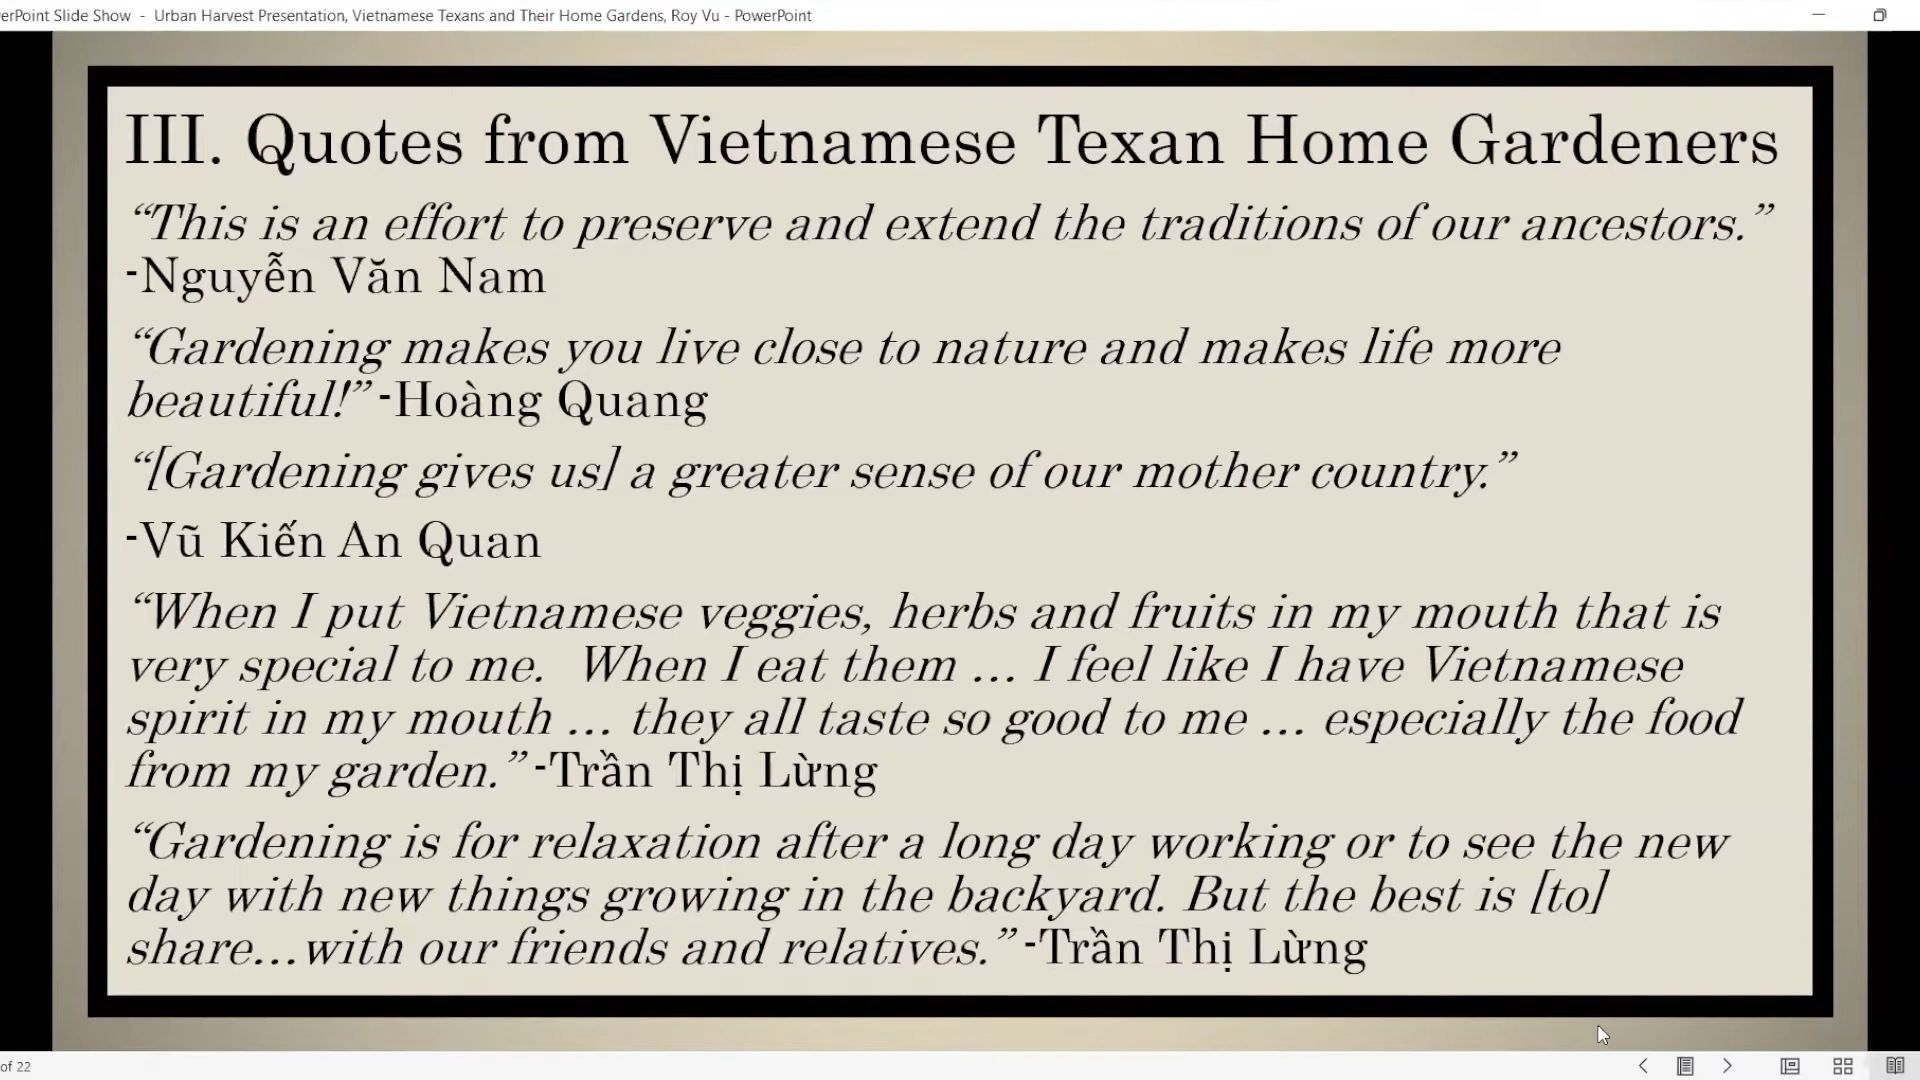 erPoint Slide Show - Urban Harvest Presentation, Vietnamese Texans and Their Home Gardens, Roy Vu - PowerPoint
III. Quotes from Vietnamese Texan Home Gardeners
“This is an effort to preserve and extend the traditions of our ancestors.”
-Nguyễn Văn Nam
“Gardening makes you live close to nature and makes life more
beautiful!” -Hoàng Quang
“[Gardening gives us] a greater sense of our mother country.”
-Vũ Kiến An Quan
“When I put Vietnamese veggies, herbs and fruits in my mouth that is
very special to me. When I eat them … I feel like I have Vietnamese
spirit in my mouth … they all taste so good to me … especially the food
from my garden.” -Trần Thị Lừng
“Gardening is for relaxation after a long day working or to see the new
day with new things growing in the backyard. But the best is [to]
share…with our friends and relatives.” -Trần Thị Lừng
of 22